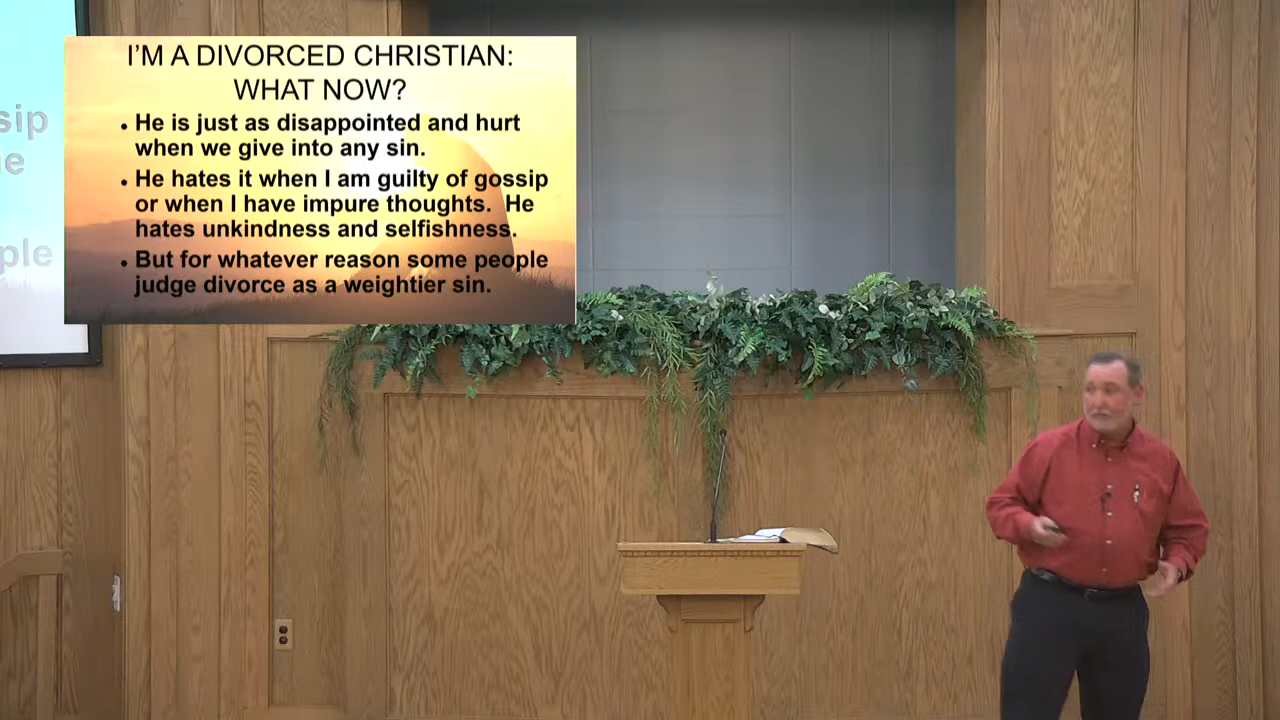 I'M A DIVORCED CHRISTIAN:
WHAT NOW?
• He is just as disappointed and hurt
when we give into any sin.
• He hates it when I am guilty of gossip
or when I have impure thoughts.  He
hates unkindness and selfishness.
• But for whatever reason some people
judge divorce as a weightier sin.
sip
ple